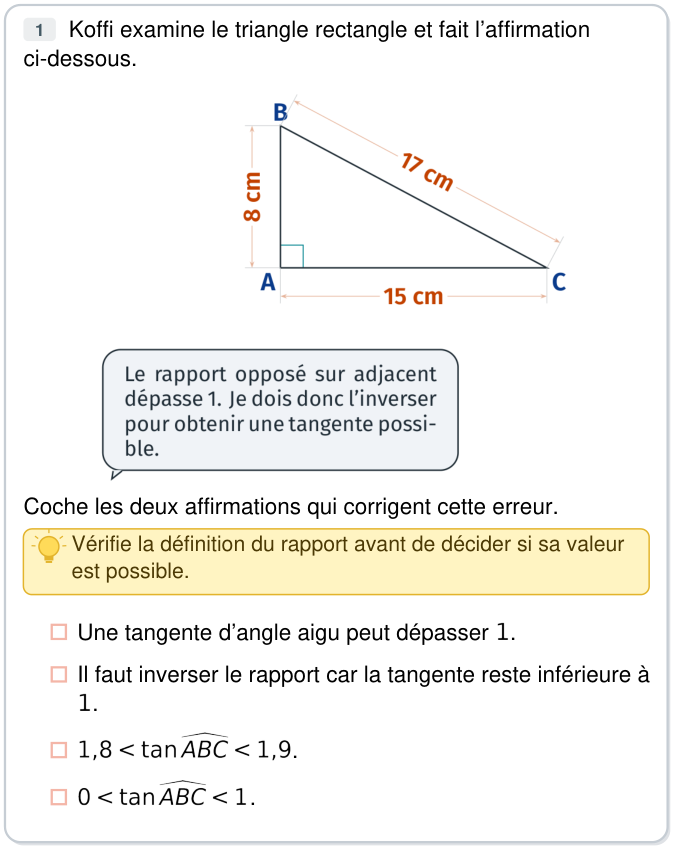 1 Koffi examine le triangle rectangle et fait l’affirmation
ci-dessous.
B
17 cm
8 cm
A
C
15 cm
Le rapport opposé sur adjacent
dépasse 1. Je dois donc l’inverser
pour obtenir une tangente possi-
ble.
Coche les deux affirmations qui corrigent cette erreur.
Vérifie la définition du rapport avant de décider si sa valeur
est possible.
Une tangente d’angle aigu peut dépasser 1.
Il faut inverser le rapport car la tangente reste inférieure à
1.
1,8 < tan \widehat{ABC} < 1,9.
0 < tan \widehat{ABC} < 1.